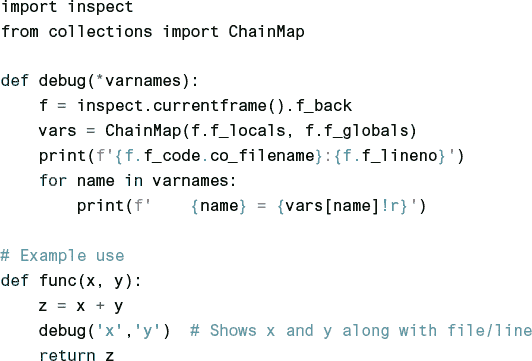 import inspect
from collections import ChainMap

def debug(*varnames):
    f = inspect.currentframe().f_back
    vars = ChainMap(f.f_locals, f.f_globals)
    print(f'{f.f_code.co_filename}:{f.f_lineno}')
    for name in varnames:
        print(f'    {name} = {vars[name]!r}')

# Example use
def func(x, y):
    z = x + y
    debug('x','y')  # Shows x and y along with file/line
    return z